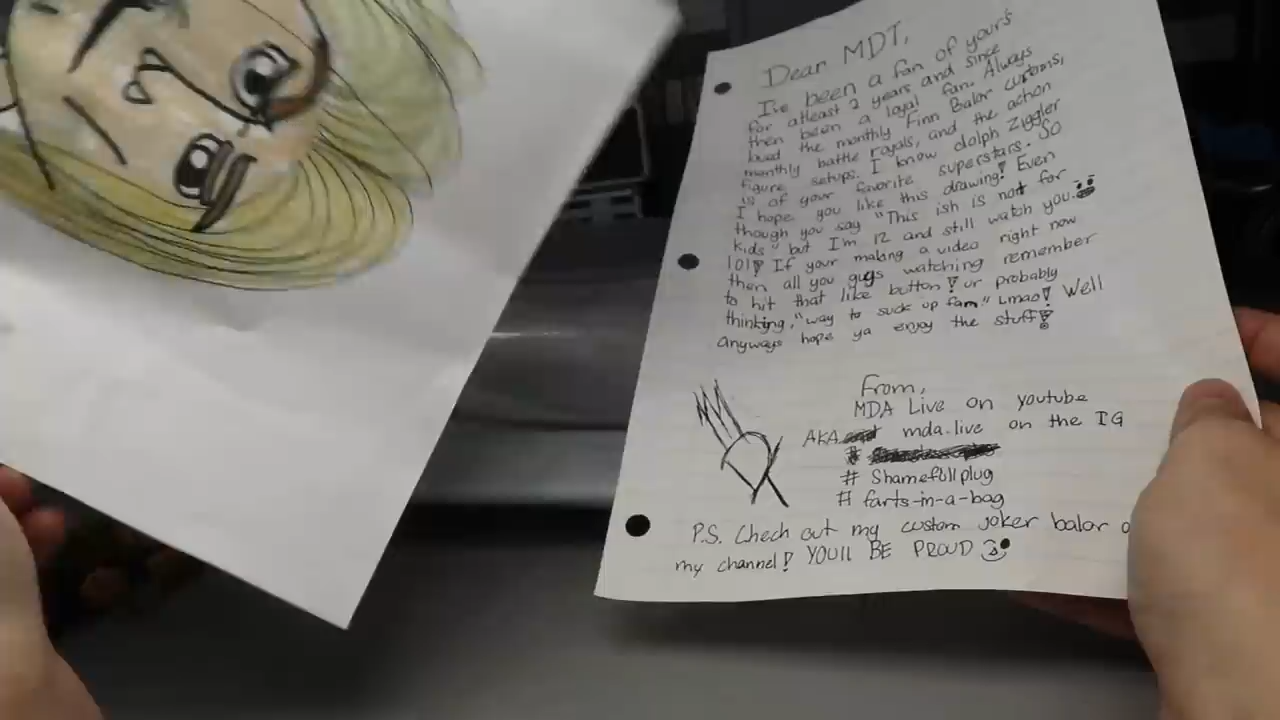 Dear MDT,
I've been a fan of your's
for atleast 2 years and since
then been a loyal fan. Always
loved the monthly Finn Balor customs,
monthly battle royals, and the action
figure setups. I know dolph Ziggler
is of your favorite superstars. So
I hope you like this drawing! Even
though you say "This ish is not for
kids" but I'm 12 and still watch you.
lol! If your making a video right now
then all you guys watching remember
to hit that like button! ur probably
thinking, "way to suck up fam" Lmao! Well
anyways hope ya enjoy the stuff!
From,
MDA Live on youtube
AKA mda.live on the IG
#
# Shamefullplug
# farts-in-a-bag
P.S. Chech out my custom joker balor
my channel! YOU'll BE PROUD